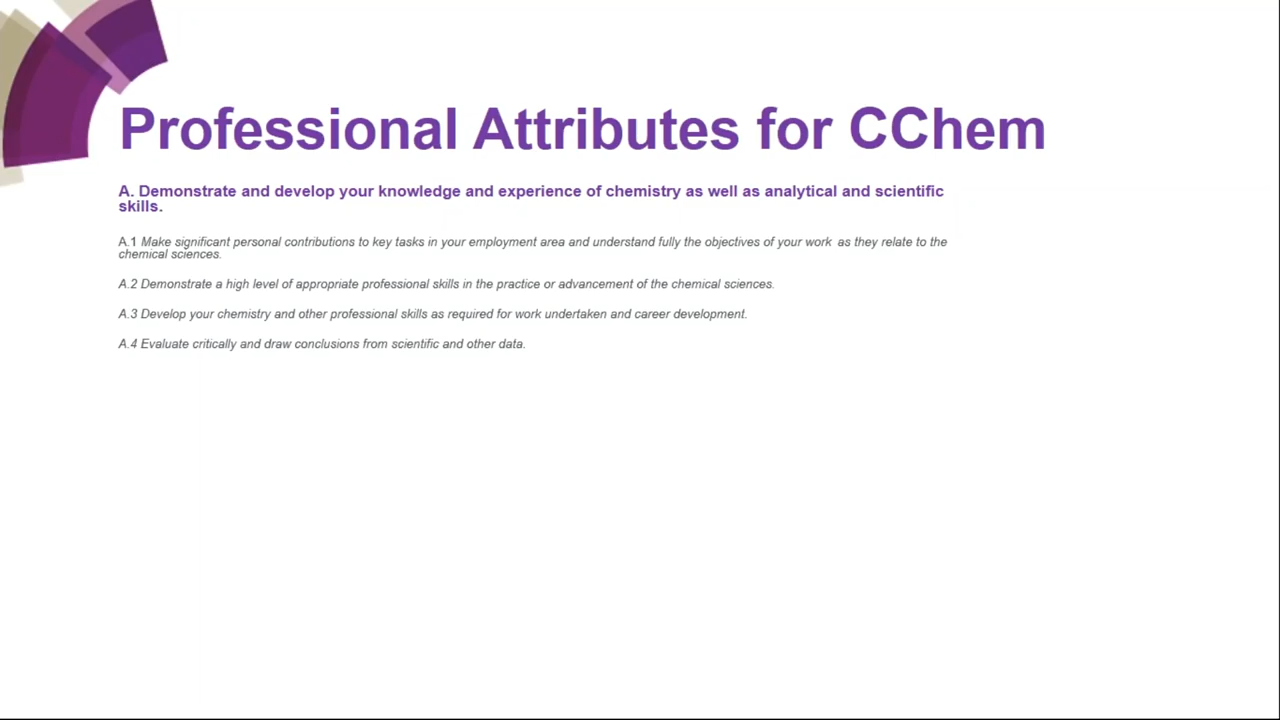 Professional Attributes for CChem
A. Demonstrate and develop your knowledge and experience of chemistry as well as analytical and scientific
skills.
A.1 Make significant personal contributions to key tasks in your employment area and understand fully the objectives of your work as they relate to the
chemical sciences.
A.2 Demonstrate a high level of appropriate professional skills in the practice or advancement of the chemical sciences.
A.3 Develop your chemistry and other professional skills as required for work undertaken and career development.
A.4 Evaluate critically and draw conclusions from scientific and other data.